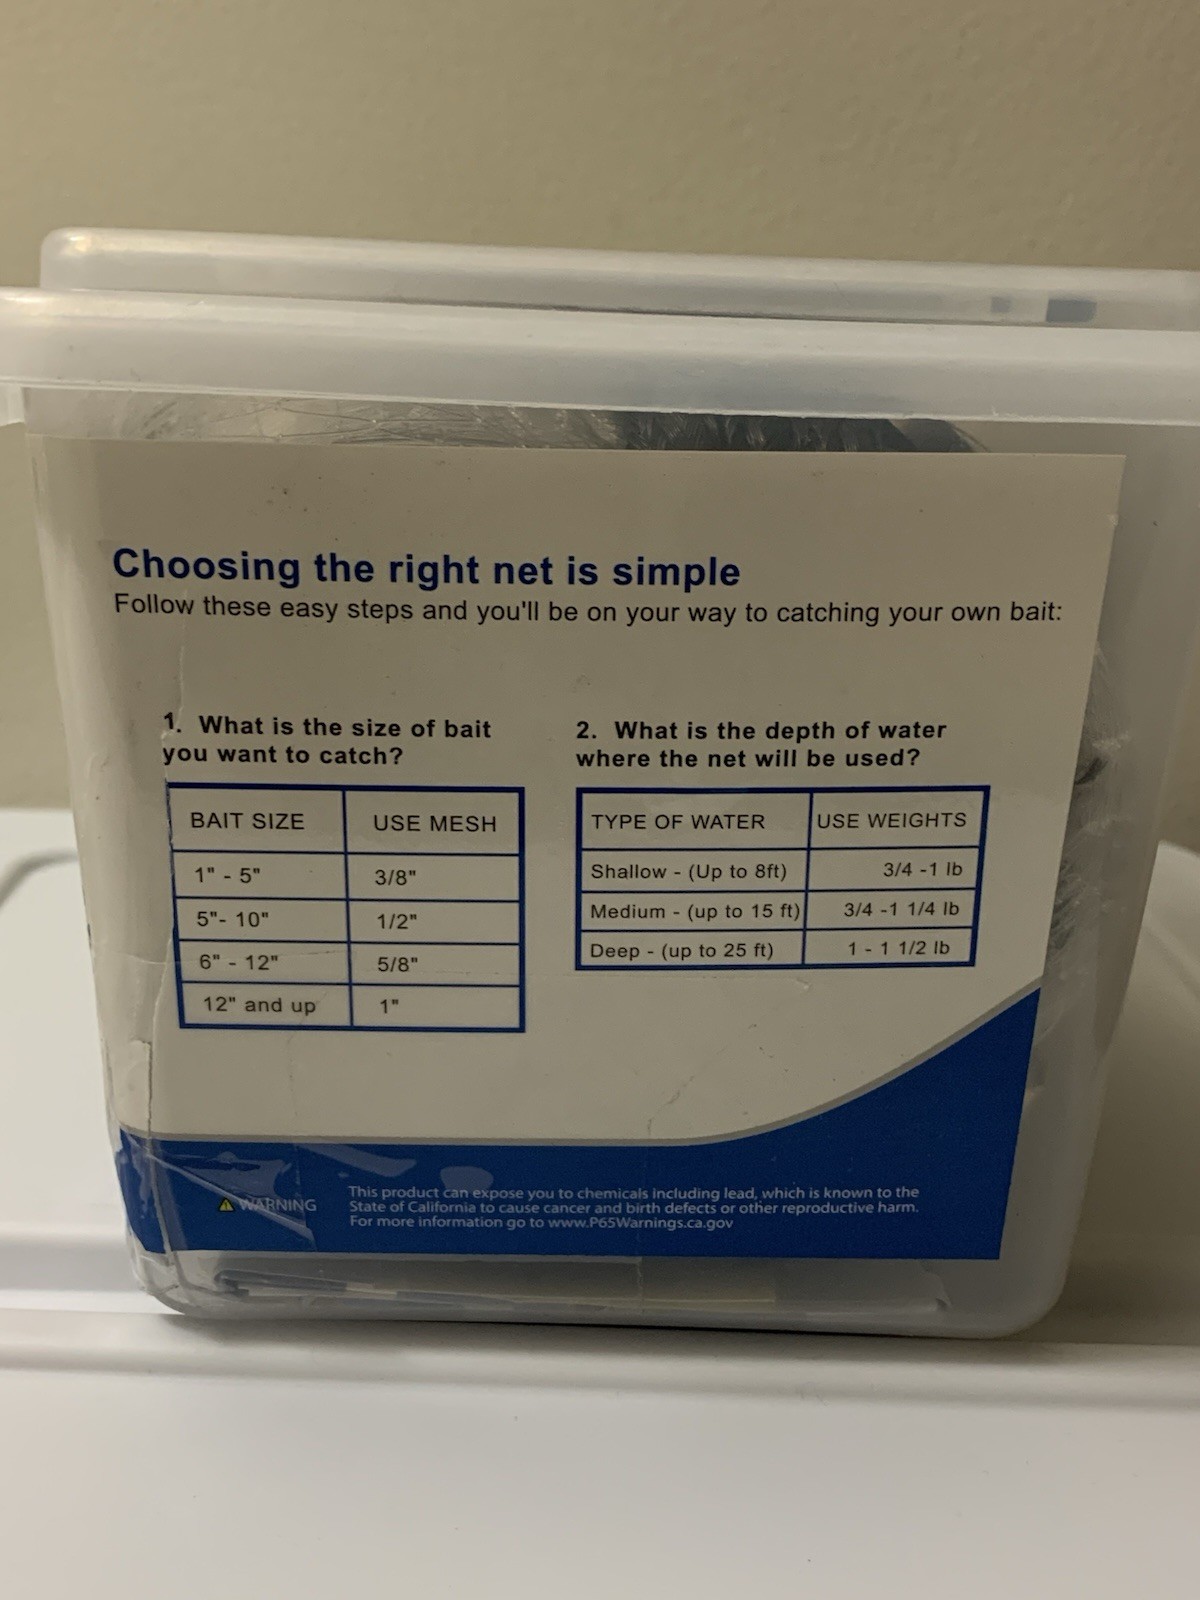 Choosing the right net is simple
Follow these easy steps and you'll be on your way to catching your own bait:
1. What is the size of bait
you want to catch?
BAIT SIZE USE MESH
1" - 5" 3/8"
5"- 10" 1/2"
6" - 12" 5/8"
12" and up 1"
2. What is the depth of water
where the net will be used?
TYPE OF WATER USE WEIGHTS
Shallow - (Up to 8ft) 3/4 -1 lb
Medium - (up to 15 ft) 3/4 -1 1/4 lb
Deep - (up to 25 ft) 1 - 1 1/2 lb
WARNING
This product can expose you to chemicals including lead, which is known to the
State of California to cause cancer and birth defects or other reproductive harm.
For more information go to www.P65Warnings.ca.gov